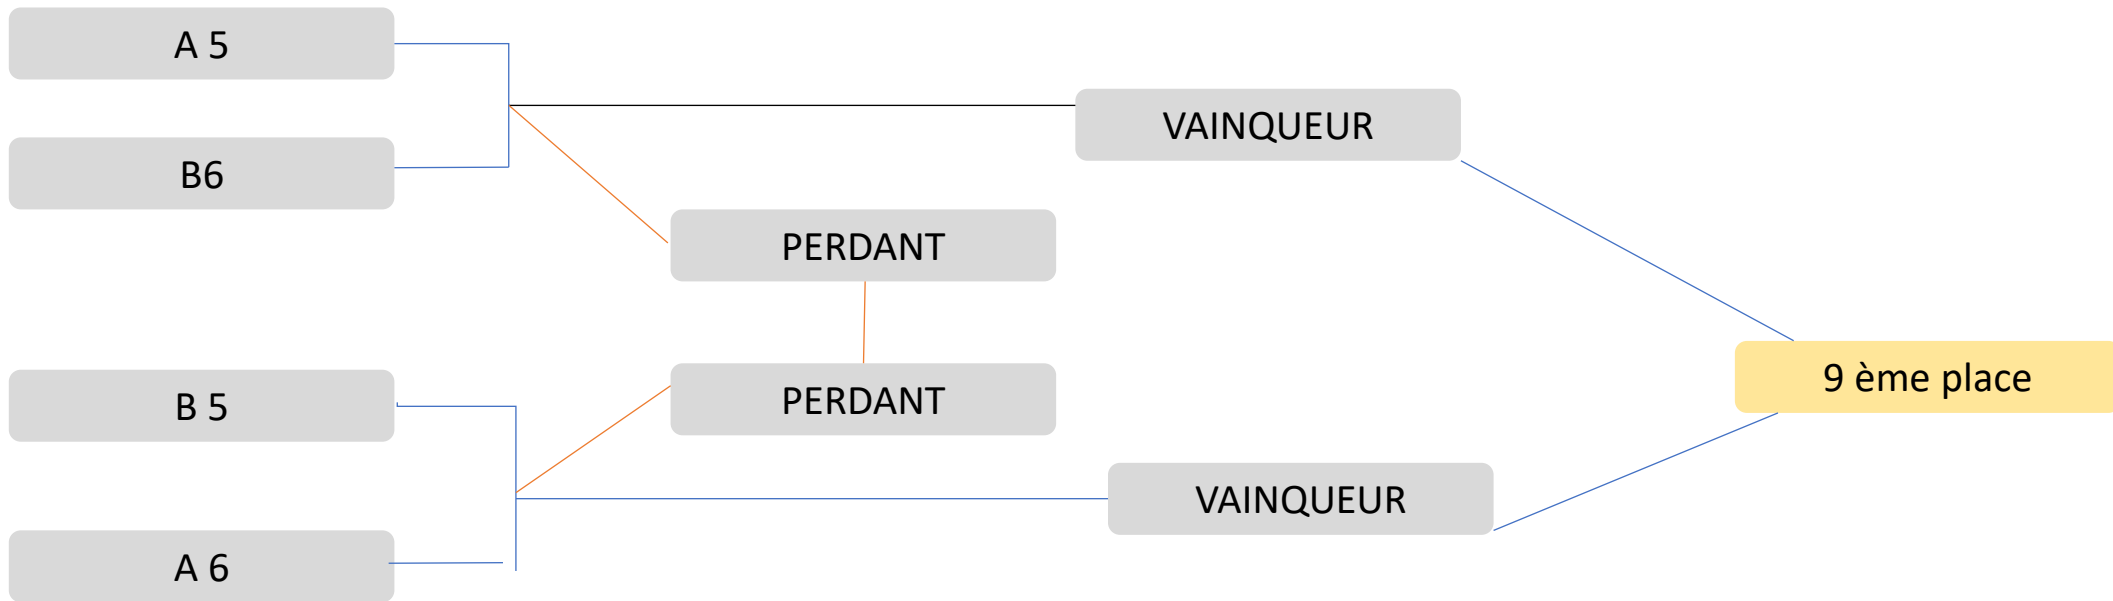 A 5
B6
VAINQUEUR
PERDANT
PERDANT
9 ème place
B 5
VAINQUEUR
A 6